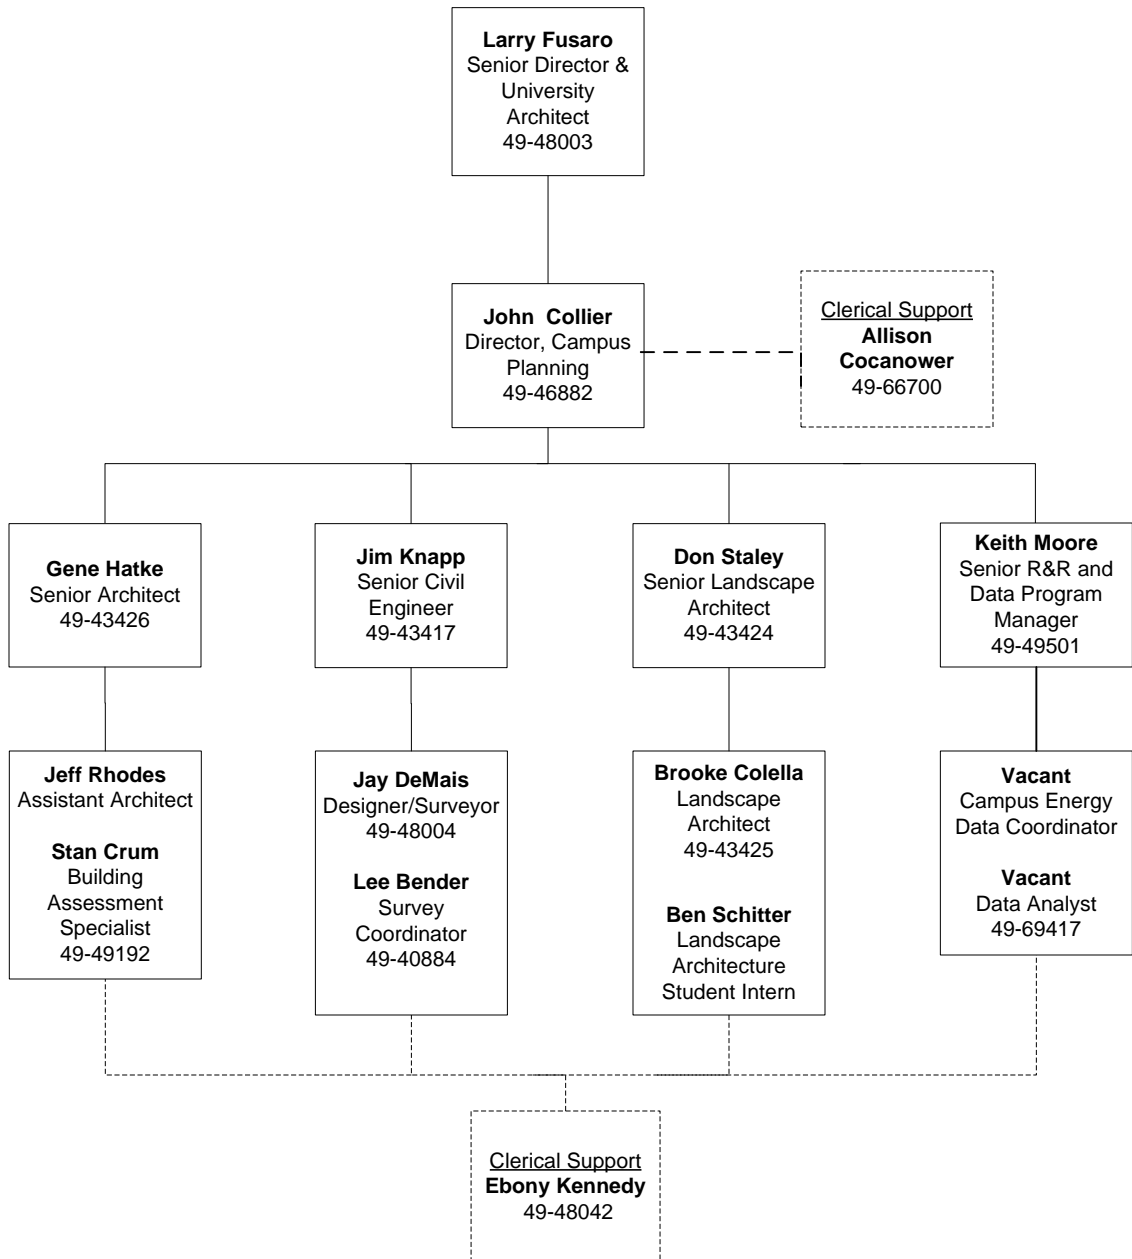 Larry Fusaro
Senior Director &
University
Architect
49-48003
John Collier
Director, Campus
Planning
49-46882
Clerical Support
Allison
Cocanower
49-66700
Gene Hatke
Senior Architect
49-43426
Jim Knapp
Senior Civil
Engineer
49-43417
Don Staley
Senior Landscape
Architect
49-43424
Keith Moore
Senior R&R and
Data Program
Manager
49-49501
Jeff Rhodes
Assistant Architect
Stan Crum
Building
Assessment
Specialist
49-49192
Jay DeMais
Designer/Surveyor
49-48004
Lee Bender
Survey
Coordinator
49-40884
Brooke Colella
Landscape
Architect
49-43425
Ben Schitter
Landscape
Architecture
Student Intern
Vacant
Campus Energy
Data Coordinator
Vacant
Data Analyst
49-69417
Clerical Support
Ebony Kennedy
49-48042